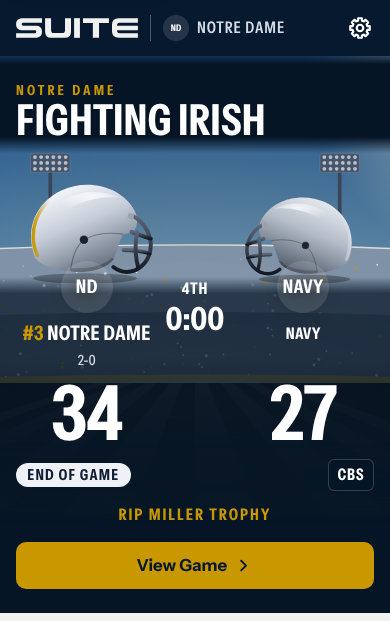 SUITE
ND NOTRE DAME
NOTRE DAME
FIGHTING IRISH
ND
NAVY
4TH
0:00
#3 NOTRE DAME
NAVY
2-0
34
27
END OF GAME
CBS
RIP MILLER TROPHY
View Game